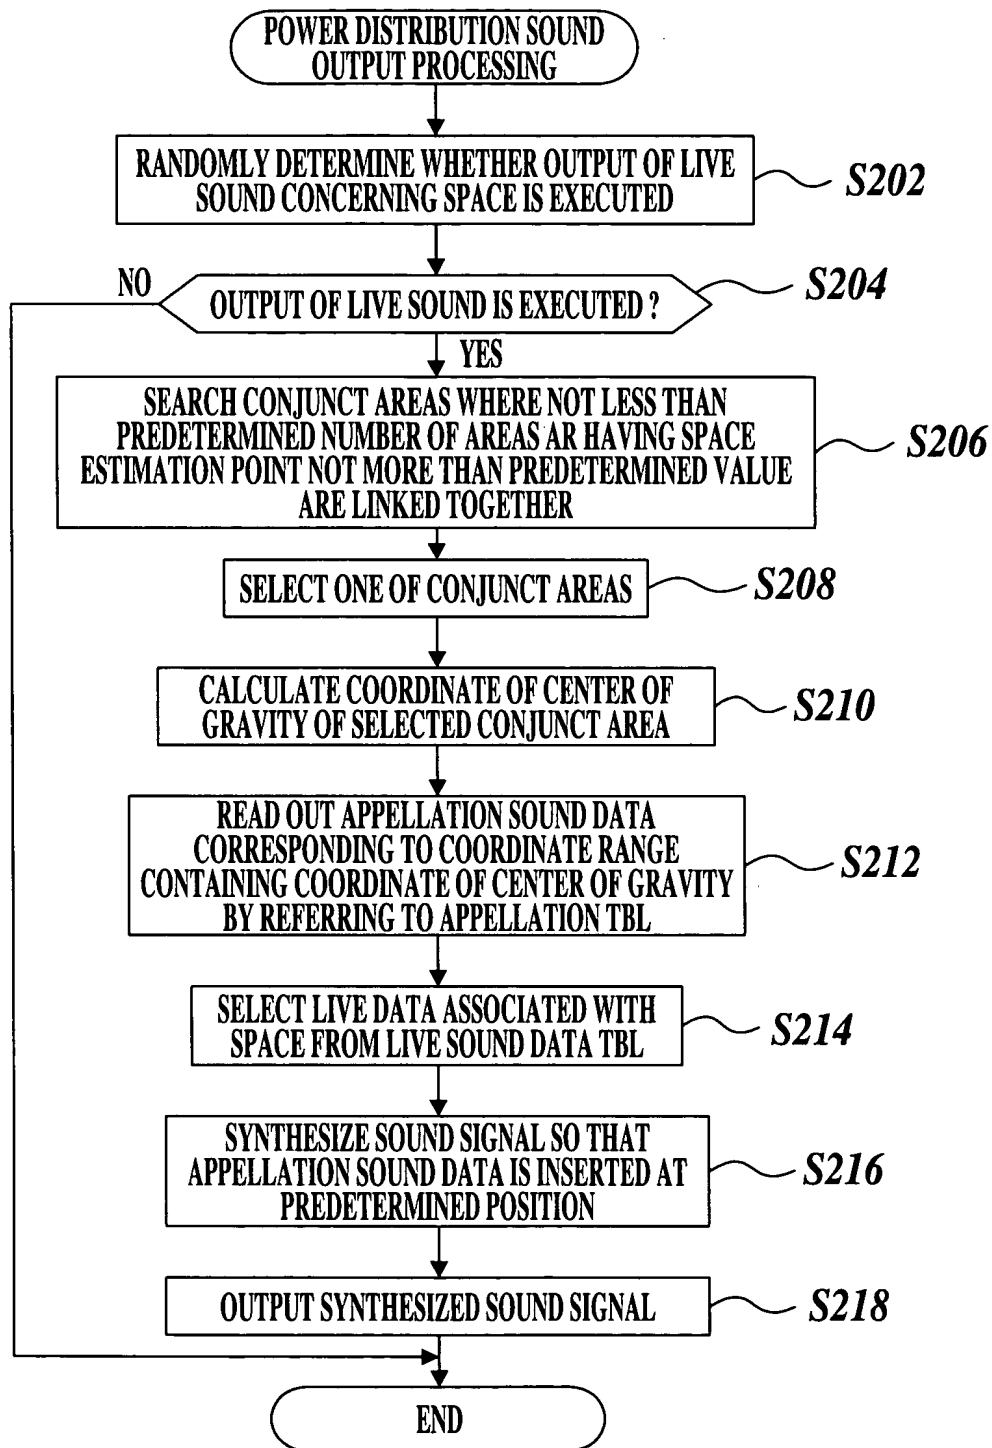 POWER DISTRIBUTION SOUND
OUTPUT PROCESSING
RANDOMLY DETERMINE WHETHER OUTPUT OF LIVE
SOUND CONCERNING SPACE IS EXECUTED
S202
NO
OUTPUT OF LIVE SOUND IS EXECUTED ?
S204
YES
SEARCH CONJUNCT AREAS WHERE NOT LESS THAN
PREDETERMINED NUMBER OF AREAS AR HAVING SPACE
ESTIMATION POINT NOT MORE THAN PREDETERMINED VALUE
ARE LINKED TOGETHER
S206
SELECT ONE OF CONJUNCT AREAS
S208
CALCULATE COORDINATE OF CENTER OF
GRAVITY OF SELECTED CONJUNCT AREA
S210
READ OUT APPELLATION SOUND DATA
CORRESPONDING TO COORDINATE RANGE
CONTAINING COORDINATE OF CENTER OF GRAVITY
BY REFERRING TO APPELLATION TBL
S212
SELECT LIVE DATA ASSOCIATED WITH
SPACE FROM LIVE SOUND DATA TBL
S214
SYNTHESIZE SOUND SIGNAL SO THAT
APPELLATION SOUND DATA IS INSERTED AT
PREDETERMINED POSITION
S216
OUTPUT SYNTHESIZED SOUND SIGNAL
S218
END